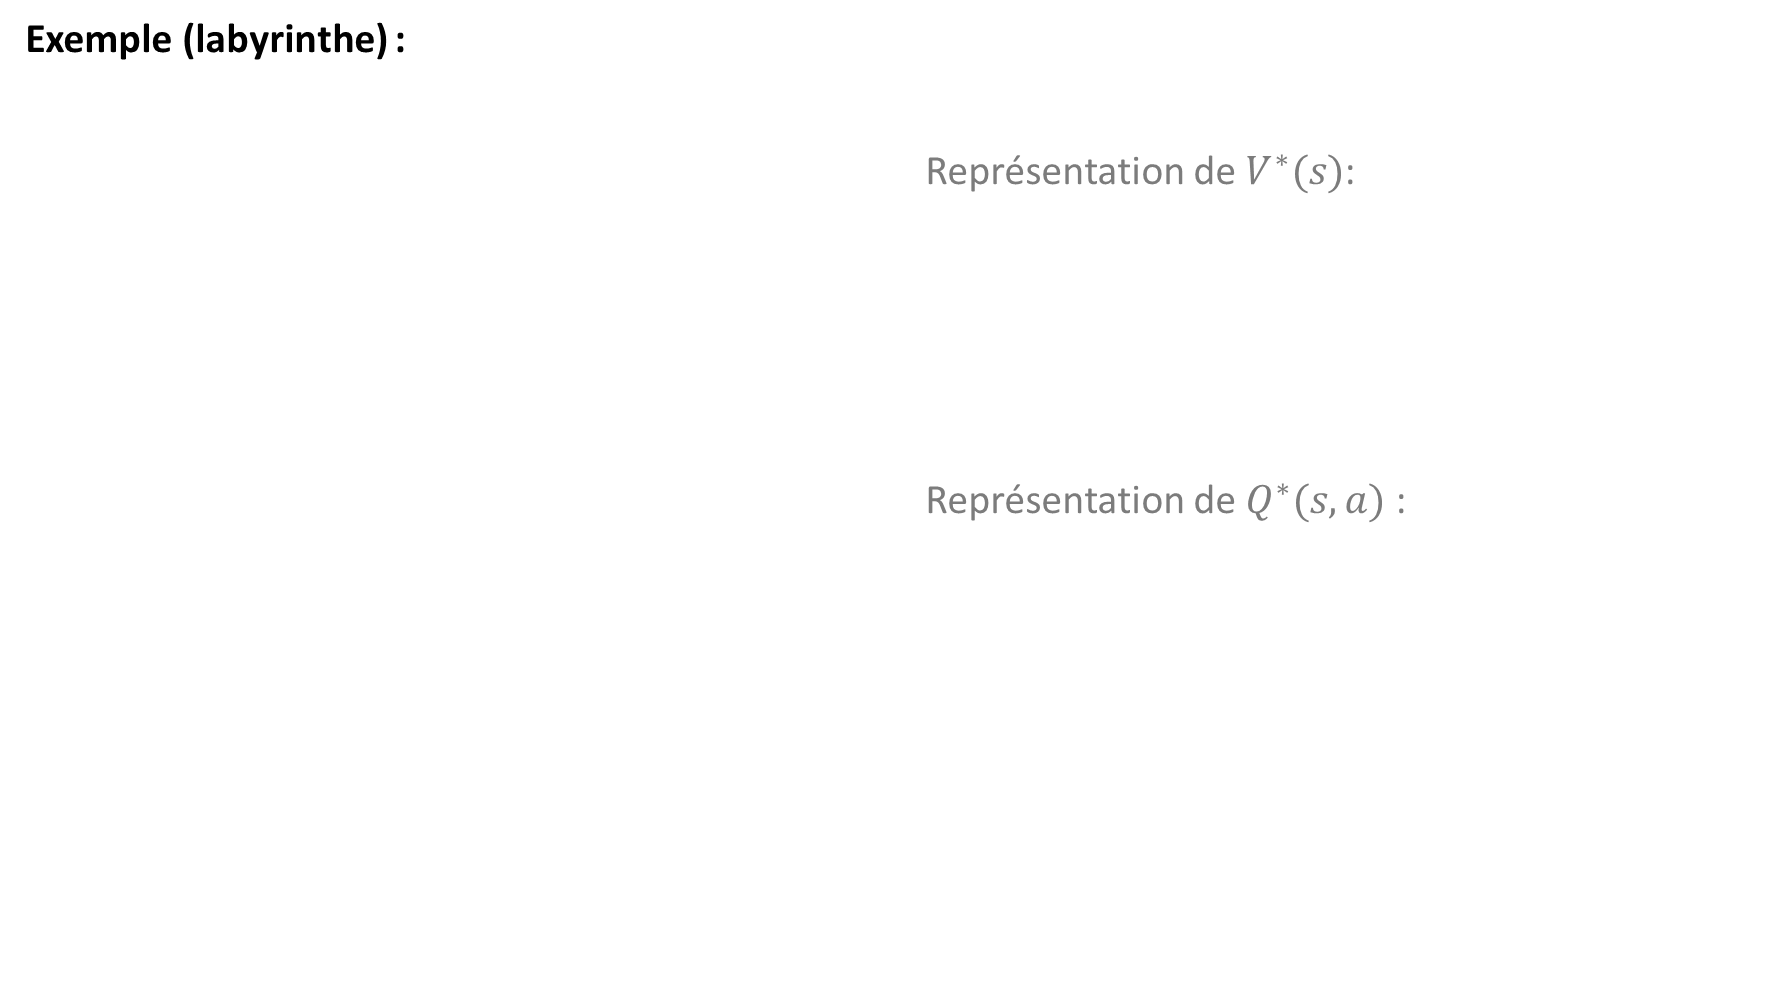 Exemple (labyrinthe) :
Représentation de V*(s):
Représentation de Q*(s, a) :